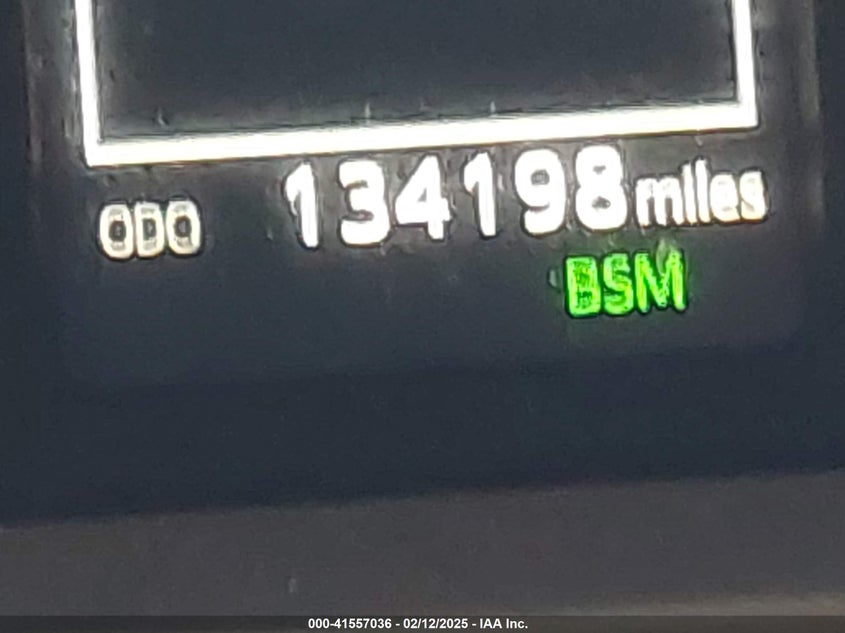 ODO 134198 miles
BSM
000-41557036 - 02/12/2025 - IAA Inc.